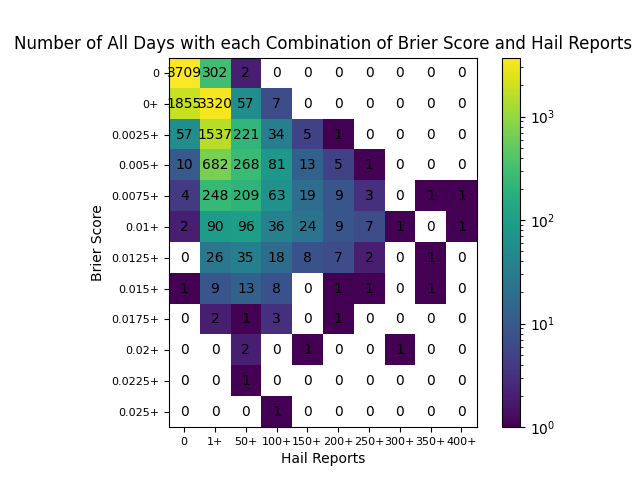 Number of All Days with each Combination of Brier Score and Hail Reports
0 3709 302 2 0 0 0 0 0 0 0
0+ 1855 3320 57 7 0 0 0 0 0 0
0.0025+ 57 1537 221 34 5 1 0 0 0 0
0.005+ 10 682 268 81 13 5 1 0 0 0
0.0075+ 4 248 209 63 19 9 3 0 1 1
0.01+ 2 90 96 36 24 9 7 1 0 1
0.0125+ 0 26 35 18 8 7 2 0 1 0
0.015+ 1 9 13 8 0 1 1 0 1 0
0.0175+ 0 2 1 3 0 1 0 0 0 0
0.02+ 0 0 2 0 1 0 0 1 0 0
0.0225+ 0 0 1 0 0 0 0 0 0 0
0.025+ 0 0 0 1 0 0 0 0 0 0
0 1+ 50+ 100+ 150+ 200+ 250+ 300+ 350+ 400+
Hail Reports
Brier Score
10³
10²
10¹
10⁰